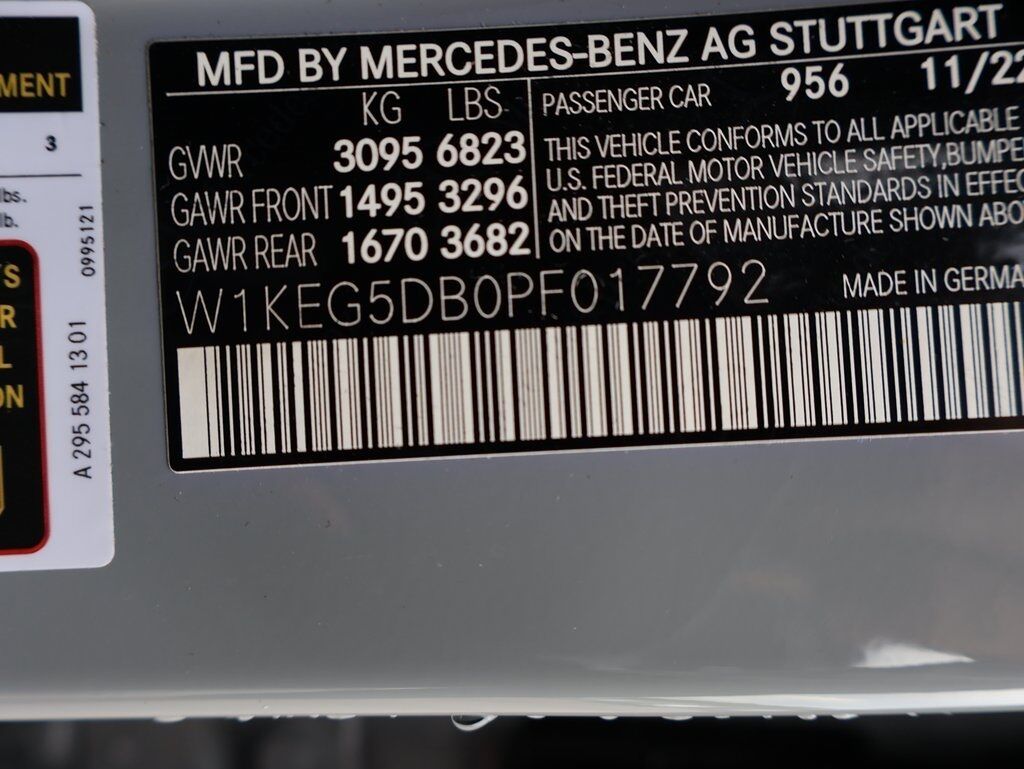 MENT
3
lbs.
lb.
0995121
A 295 584 13 01
MFD BY MERCEDES-BENZ AG STUTTGART
KG LBS
GVWR 3095 6823
GAWR FRONT 1495 3296
GAWR REAR 1670 3682
PASSENGER CAR 956 11/22
THIS VEHICLE CONFORMS TO ALL APPLICABLE
U.S. FEDERAL MOTOR VEHICLE SAFETY,BUMPER
AND THEFT PREVENTION STANDARDS IN EFFEC
ON THE DATE OF MANUFACTURE SHOWN ABO
W1KEG5DB0PF017792
MADE IN GERMA